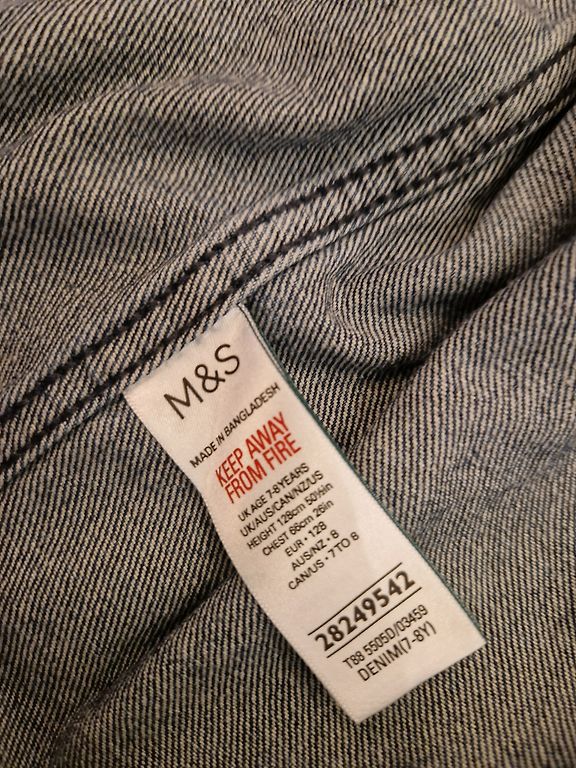 M&S
MADE IN BANGLADESH
KEEP AWAY
FROM FIRE
UK AGE 7-8YEARS
UK/AUS/CAN/NZ/US
HEIGHT 128cm 50½in
CHEST 66cm 26in
EUR • 128
AUS/NZ • 8
CAN/US • 7 TO 8
28249542
T88 5505D/03459
DENIM(7-8Y)